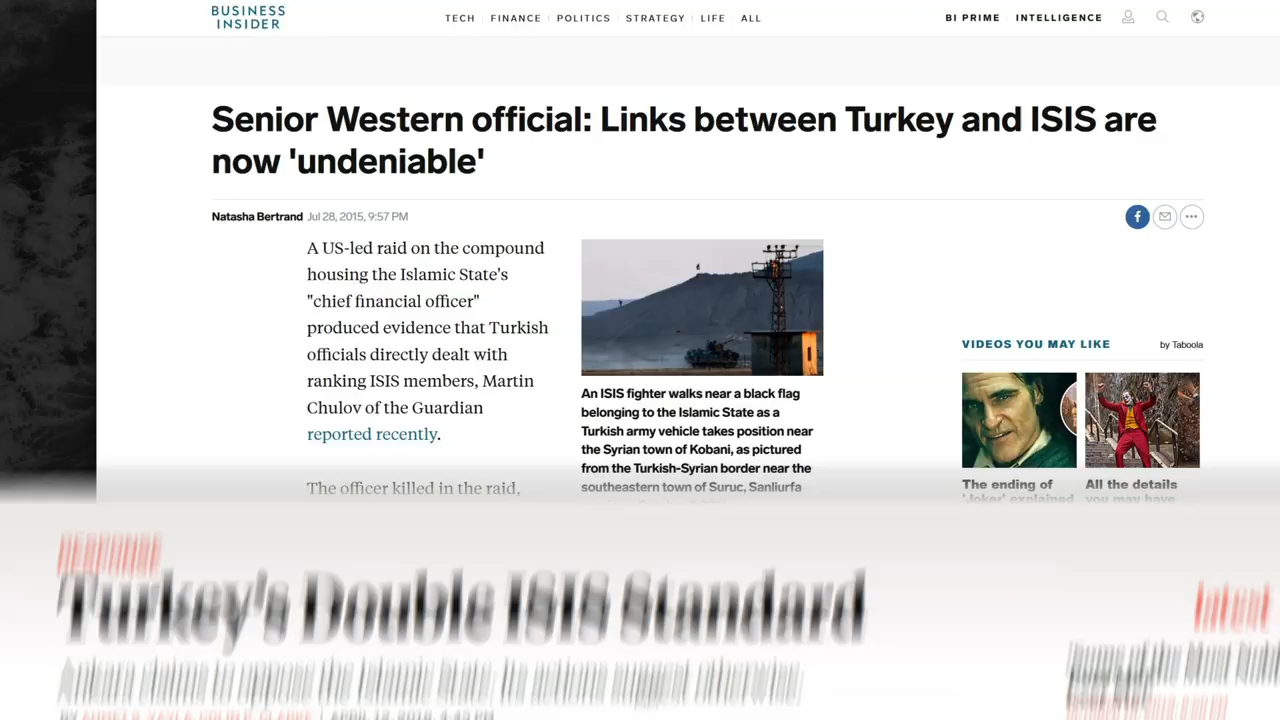 BUSINESS
INSIDER
TECH FINANCE POLITICS STRATEGY LIFE ALL
BI PRIME INTELLIGENCE
Senior Western official: Links between Turkey and ISIS are
now 'undeniable'
Natasha Bertrand Jul 28, 2015, 9:57 PM
A US-led raid on the compound
housing the Islamic State's
"chief financial officer"
produced evidence that Turkish
officials directly dealt with
ranking ISIS members, Martin
Chulov of the Guardian
reported recently.
The officer killed in the raid,
An ISIS fighter walks near a black flag
belonging to the Islamic State as a
Turkish army vehicle takes position near
the Syrian town of Kobani, as pictured
from the Turkish-Syrian border near the
southeastern town of Suruc, Sanliurfa
VIDEOS YOU MAY LIKE
by Taboola
The ending of
'Joker' explained
All the details
you may have
Turkey's Double ISIS Standard